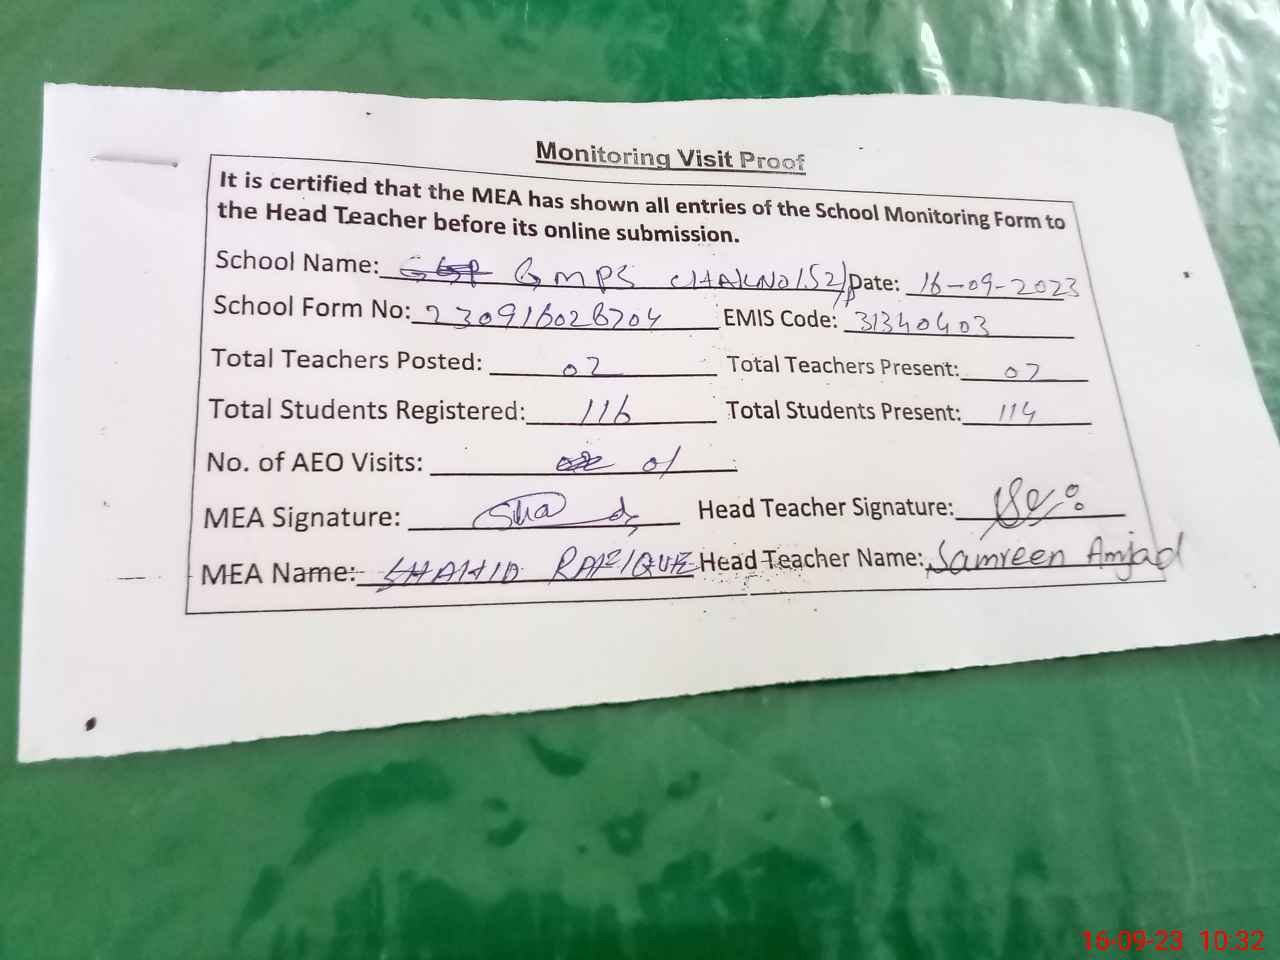 Monitoring Visit Proof
It is certified that the MEA has shown all entries of the School Monitoring Form to
the Head Teacher before its online submission.
School Name: GMPS CHAKNO152/P Date: 16-09-2023
School Form No: 230916026704 EMIS Code: 31340403
Total Teachers Posted: 02 Total Teachers Present: 02
Total Students Registered: 116 Total Students Present: 114
No. of AEO Visits: 01
MEA Signature: Head Teacher Signature:
MEA Name: SHAHID RAFIQUE Head Teacher Name: Samreen Amjad
16-09-23 10:32